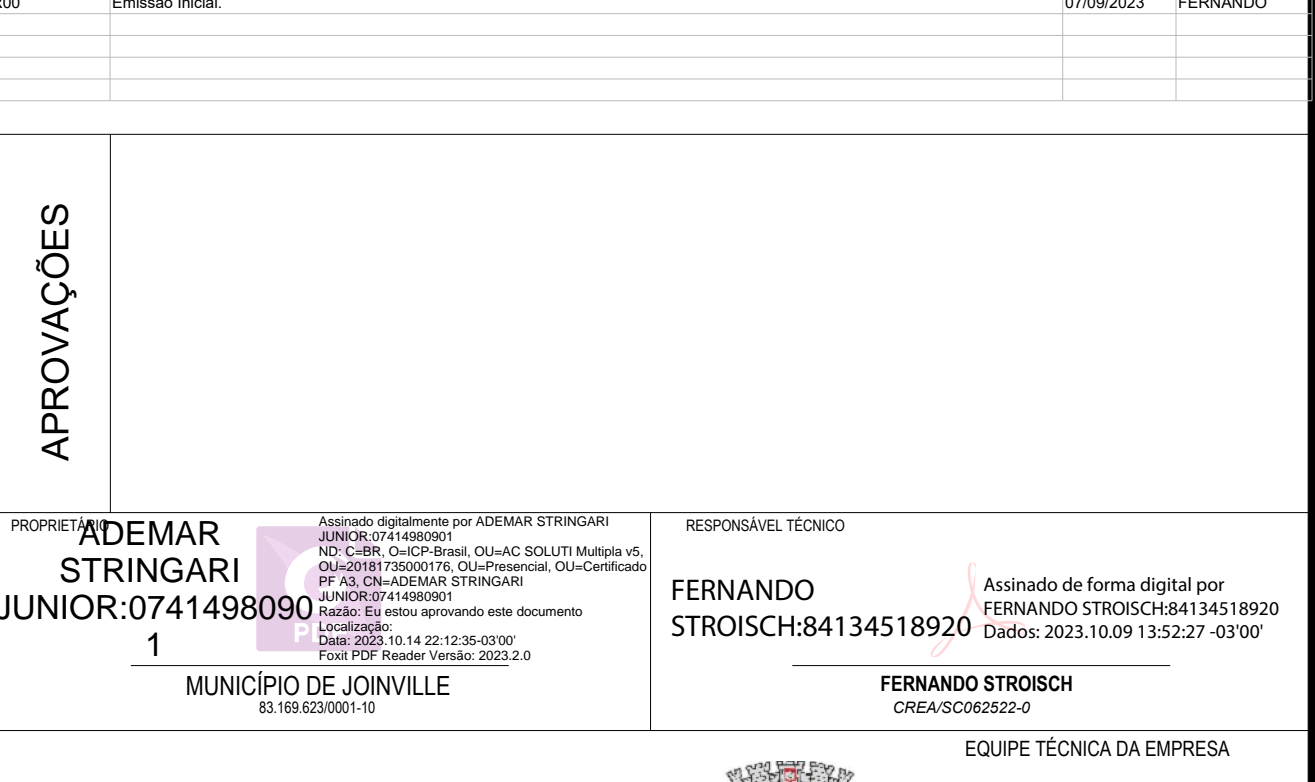 Emissão Inicial.
07/09/2023
FERNANDO
APROVAÇÕES
PROPRIETÁRIO
ADEMAR
STRINGARI
JUNIOR:0741498090
1
Assinado digitalmente por ADEMAR STRINGARI
JUNIOR:07414980901
ND: C=BR, O=ICP-Brasil, OU=AC SOLUTI Multipla v5,
OU=20181735000176, OU=Presencial, OU=Certificado
PF A3, CN=ADEMAR STRINGARI
JUNIOR:07414980901
Razão: Eu estou aprovando este documento
Localização:
Data: 2023.10.14 22:12:35-03'00'
Foxit PDF Reader Versão: 2023.2.0
MUNICÍPIO DE JOINVILLE
83.169.623/0001-10
RESPONSÁVEL TÉCNICO
FERNANDO
STROISCH:84134518920
Assinado de forma digital por
FERNANDO STROISCH:84134518920
Dados: 2023.10.09 13:52:27 -03'00'
FERNANDO STROISCH
CREA/SC062522-0
EQUIPE TÉCNICA DA EMPRESA